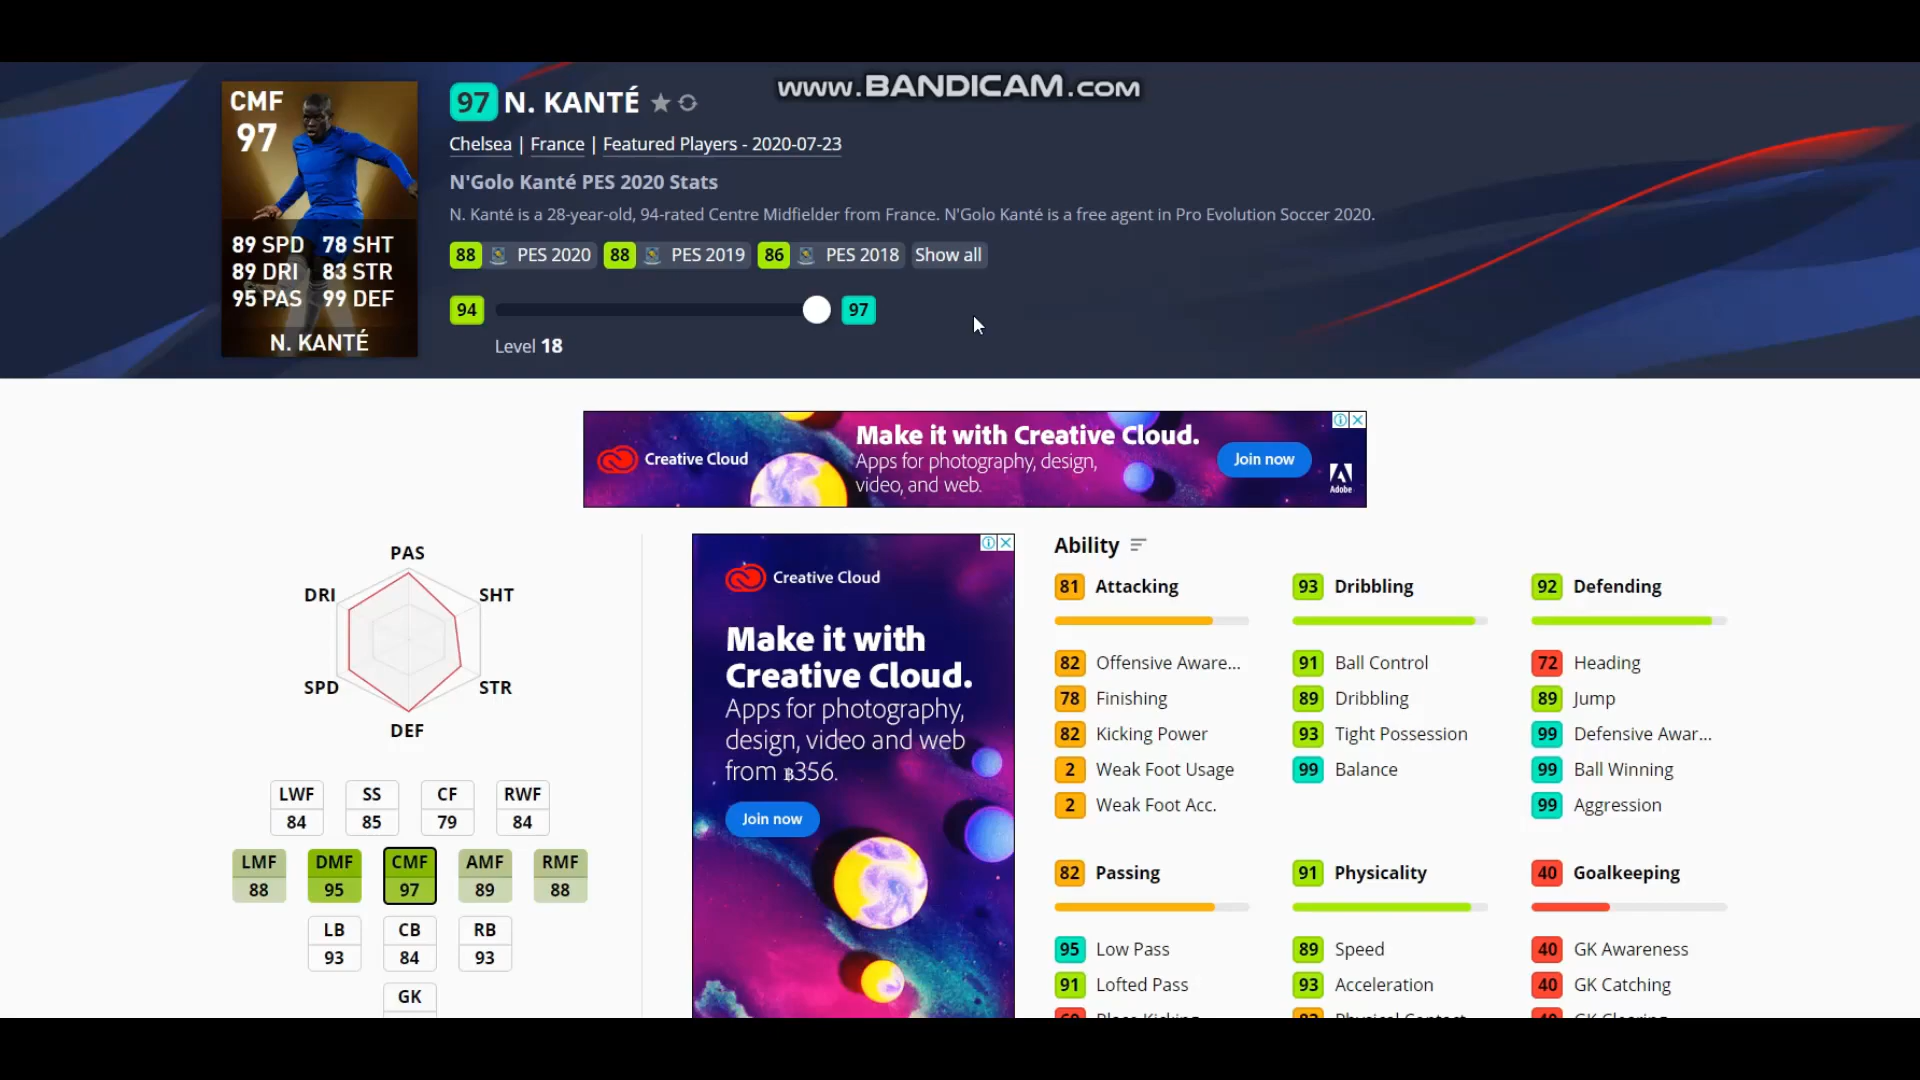 www.BANDICAM.com
CMF
97
89 SPD 78 SHT
89 DRI 83 STR
95 PAS 99 DEF
N. KANTÉ
97 N. KANTÉ
Chelsea | France | Featured Players - 2020-07-23
N'Golo Kanté PES 2020 Stats
N. Kanté is a 28-year-old, 94-rated Centre Midfielder from France. N'Golo Kanté is a free agent in Pro Evolution Soccer 2020.
88 PES 2020 88 PES 2019 86 PES 2018 Show all
94 97
Level 18
Creative Cloud
Make it with Creative Cloud.
Apps for photography, design,
video, and web.
Join now
Adobe
PAS
DRI SHT
SPD STR
DEF
LWF SS CF RWF
84 85 79 84
LMF DMF CMF AMF RMF
88 95 97 89 88
LB CB RB
93 84 93
GK
Creative Cloud
Make it with
Creative Cloud.
Apps for photography,
design, video and web
from ฿356.
Join now
Ability
81 Attacking
82 Offensive Aware...
78 Finishing
82 Kicking Power
2 Weak Foot Usage
2 Weak Foot Acc.
93 Dribbling
91 Ball Control
89 Dribbling
93 Tight Possession
99 Balance
92 Defending
72 Heading
89 Jump
99 Defensive Awar...
99 Ball Winning
99 Aggression
82 Passing
95 Low Pass
91 Lofted Pass
91 Physicality
89 Speed
93 Acceleration
40 Goalkeeping
40 GK Awareness
40 GK Catching